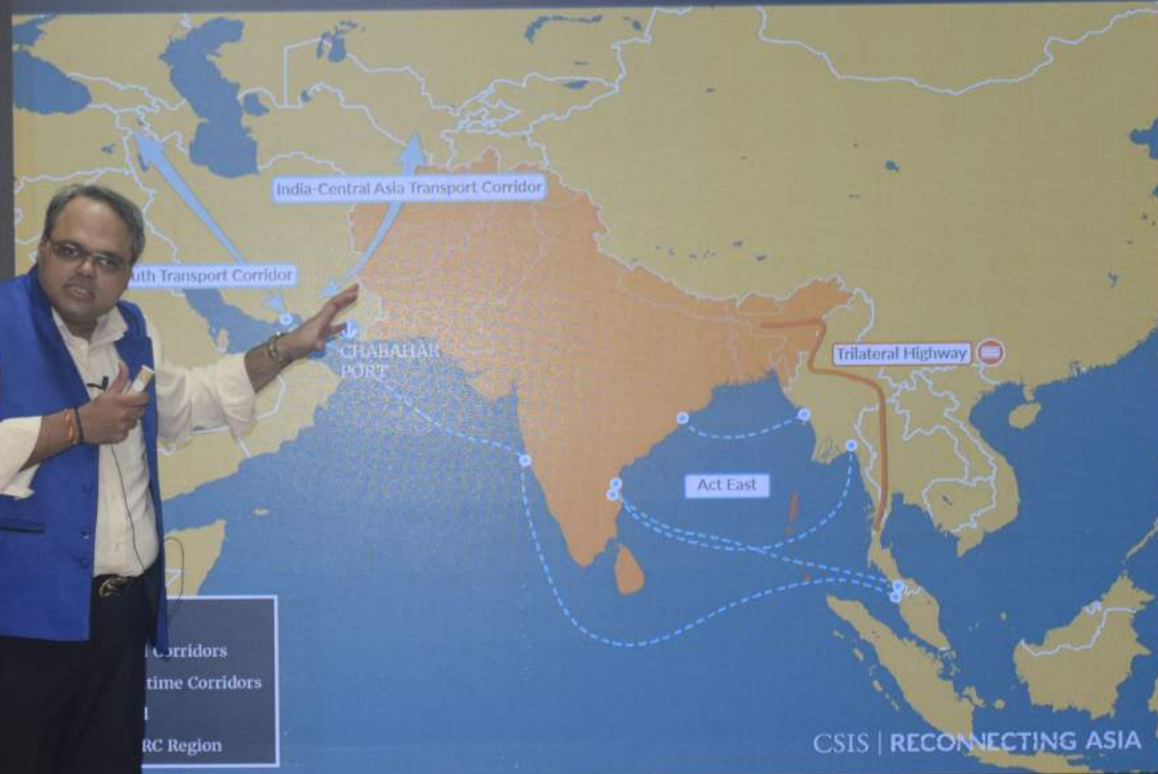 India-Central Asia Transport Corridor
uth Transport Corridor
CHABAHAR
PORT
Trilateral Highway
Act East
Corridors
time Corridors
RC Region
CSIS | RECONNECTING ASIA